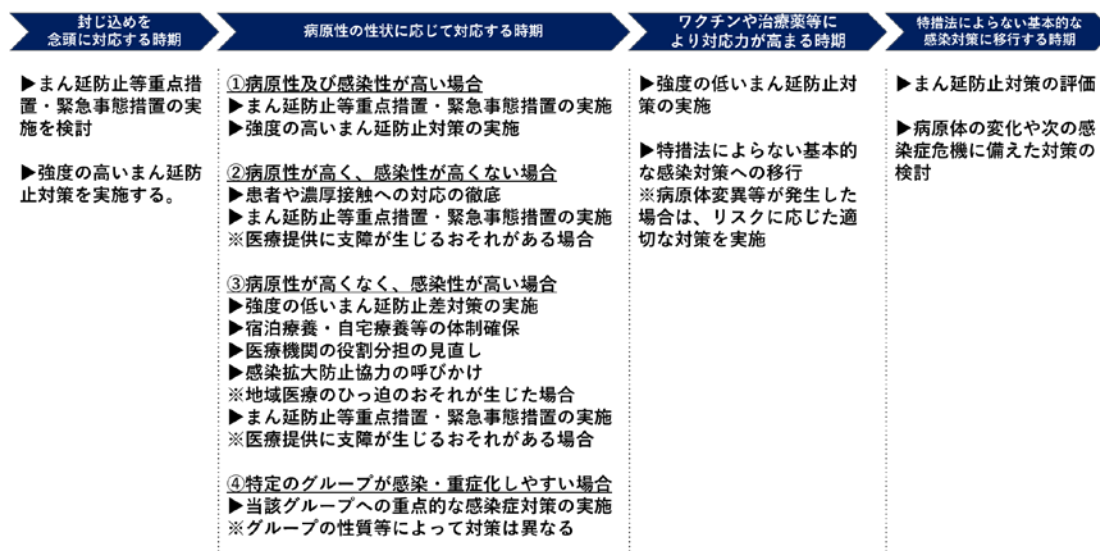 封じ込めを
念頭に対応する時期
病原性の性状に応じて対応する時期
ワクチンや治療薬等に
より対応力が高まる時期
特措法によらない基本的な
感染対策に移行する時期
▶まん延防止等重点措
置・緊急事態措置の実
施を検討
▶強度の高いまん延防
止対策を実施する。
①病原性及び感染性が高い場合
▶まん延防止等重点措置・緊急事態措置の実施
▶強度の高いまん延防止対策の実施
②病原性が高く、感染性が高くない場合
▶患者や濃厚接触への対応の徹底
▶まん延防止等重点措置・緊急事態措置の実施
※医療提供に支障が生じるおそれがある場合
③病原性が高くなく、感染性が高い場合
▶強度の低いまん延防止差対策の実施
▶宿泊療養・自宅療養等の体制確保
▶医療機関の役割分担の見直し
▶感染拡大防止協力の呼びかけ
※地域医療のひっ迫のおそれが生じた場合
▶まん延防止等重点措置・緊急事態措置の実施
※医療提供に支障が生じるおそれがある場合
④特定のグループが感染・重症化しやすい場合
▶当該グループへの重点的な感染症対策の実施
※グループの性質等によって対策は異なる
▶強度の低いまん延防止対
策の実施
▶特措法によらない基本的
な感染対策への移行
※病原体変異等が発生した
場合は、リスクに応じた適
切な対策を実施
▶まん延防止対策の評価
▶病原体の変化や次の感
染症危機に備えた対策の
検討